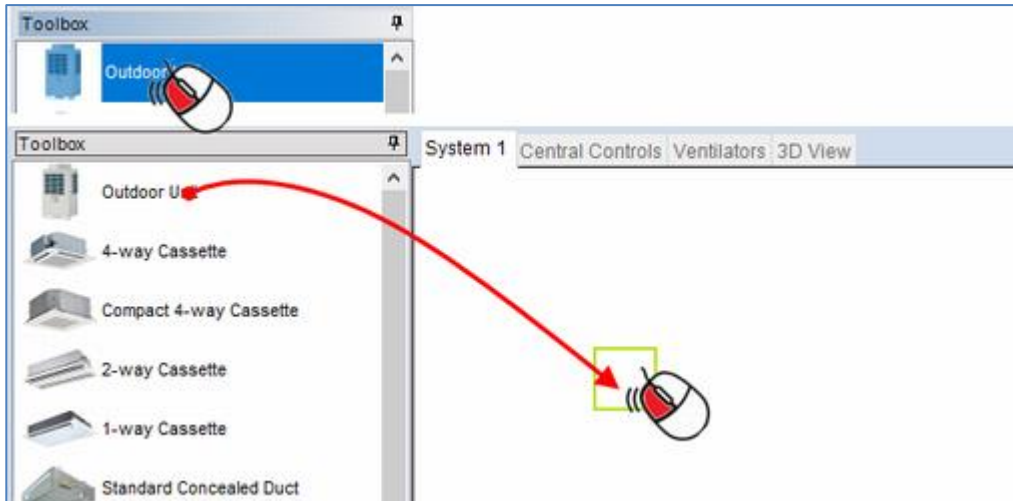 Toolbox
Outdoor
Toolbox
System 1 Central Controls Ventilators 3D View
Outdoor
4-way Cassette
Compact 4-way Cassette
2-way Cassette
1-way Cassette
Standard Concealed Duct